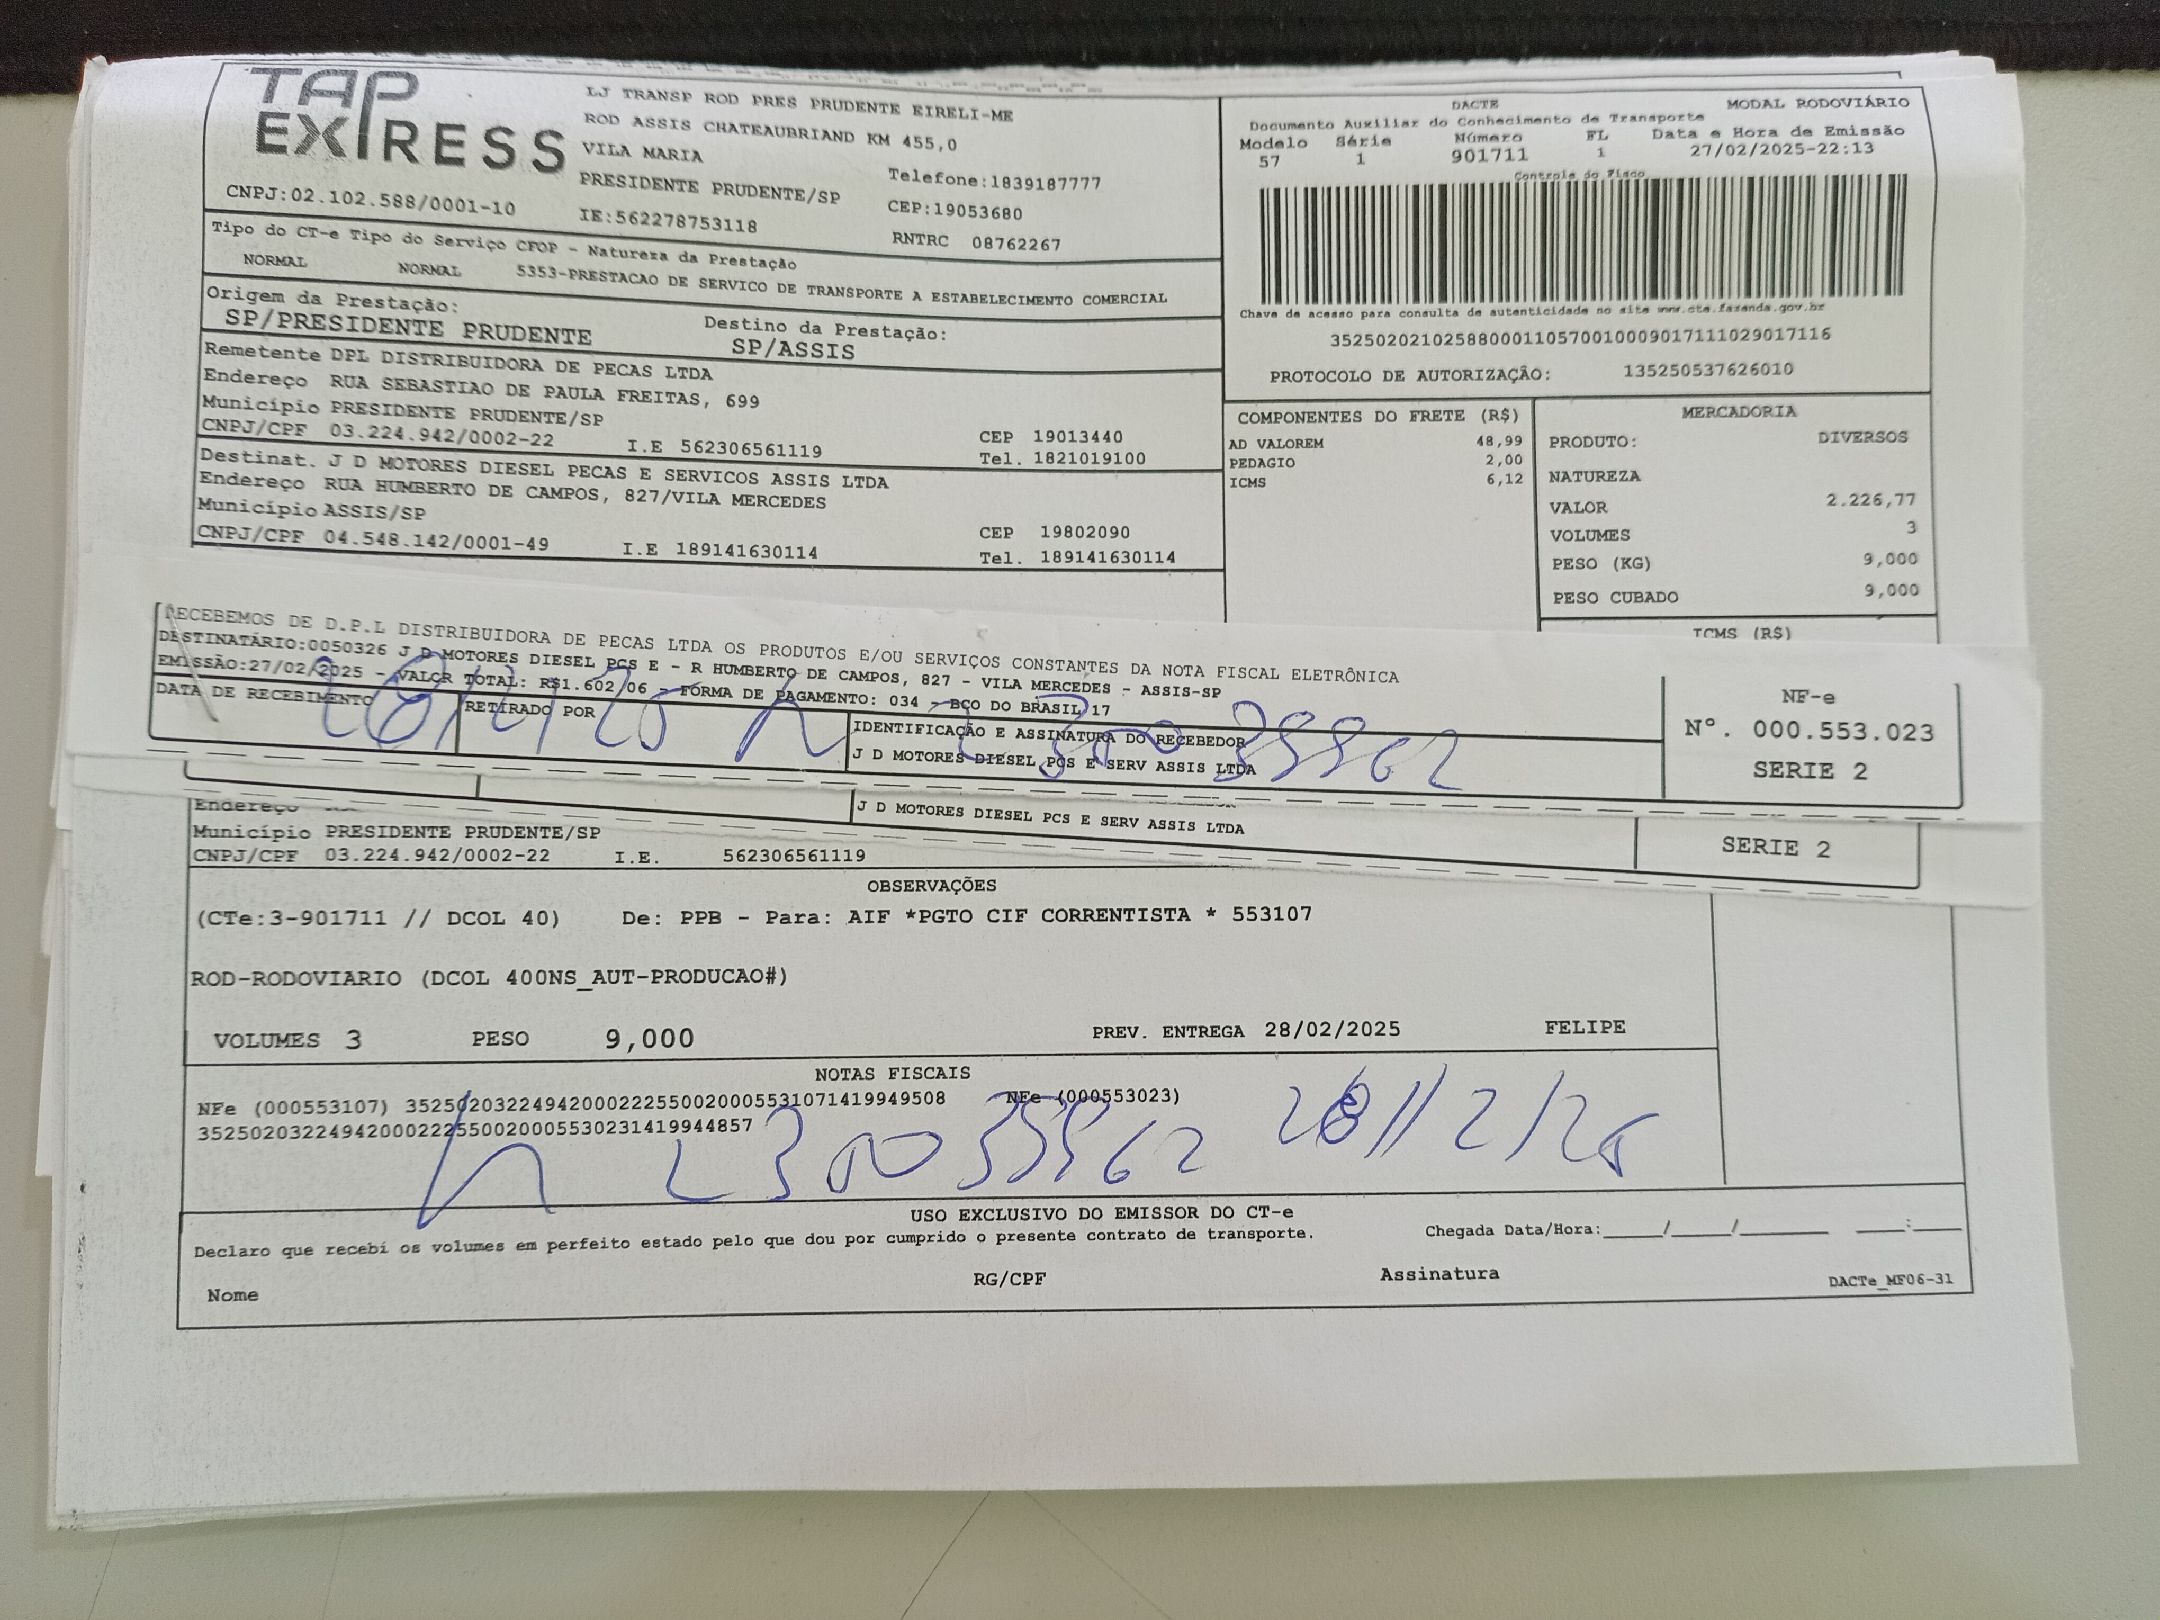 TAP EXPRESS
LJ TRANSP ROD PRES PRUDENTE EIRELI-ME
ROD ASSIS CHATEAUBRIAND KM 455,0
VILA MARIA
PRESIDENTE PRUDENTE/SP Telefone:1839187777
CNPJ:02.102.588/0001-10 IE:562278753118 CEP:19053680
RNTRC 08762267
Tipo do CT-e Tipo do Serviço CFOP - Natureza da Prestação
NORMAL NORMAL 5353-PRESTACAO DE SERVICO DE TRANSPORTE A ESTABELECIMENTO COMERCIAL
Origem da Prestação: Destino da Prestação:
SP/PRESIDENTE PRUDENTE SP/ASSIS
Remetente DPL DISTRIBUIDORA DE PECAS LTDA
Endereço RUA SEBASTIAO DE PAULA FREITAS, 699
Município PRESIDENTE PRUDENTE/SP CEP 19013440
CNPJ/CPF 03.224.942/0002-22 I.E 562306561119 Tel. 1821019100
Destinat. J D MOTORES DIESEL PECAS E SERVICOS ASSIS LTDA
Endereço RUA HUMBERTO DE CAMPOS, 827/VILA MERCEDES
Município ASSIS/SP CEP 19802090
CNPJ/CPF 04.548.142/0001-49 I.E 189141630114 Tel. 189141630114
DACTE MODAL RODOVIÁRIO
Documento Auxiliar do Conhecimento de Transporte
Modelo Série Número FL Data e Hora de Emissão
57 1 901711 1 27/02/2025-22:13
Controle do Fisco
Chave de acesso para consulta de autenticidade no site www.cte.fazenda.gov.br
35250202102588000110570010009017111029017116
PROTOCOLO DE AUTORIZAÇÃO: 135250537626010
COMPONENTES DO FRETE (R$)
AD VALOREM 48,99
PEDAGIO 2,00
ICMS 6,12
MERCADORIA
PRODUTO: DIVERSOS
NATUREZA
VALOR 2.226,77
VOLUMES 3
PESO (KG) 9,000
PESO CUBADO 9,000
ICMS (R$)
RECEBEMOS DE D.P.L DISTRIBUIDORA DE PECAS LTDA OS PRODUTOS E/OU SERVIÇOS CONSTANTES DA NOTA FISCAL ELETRÔNICA
DESTINATÁRIO:0050326 J D MOTORES DIESEL PCS E - R HUMBERTO DE CAMPOS, 827 - VILA MERCEDES - ASSIS-SP
EMISSÃO:27/02/2025 - VALOR TOTAL: R$1.602,06 - FORMA DE PAGAMENTO: 034 - BCO DO BRASIL 17
DATA DE RECEBIMENTO RETIRADO POR IDENTIFICAÇÃO E ASSINATURA DO RECEBEDOR
J D MOTORES DIESEL PCS E SERV ASSIS LTDA
NF-e
Nº. 000.553.023
SERIE 2
J D MOTORES DIESEL PCS E SERV ASSIS LTDA
SERIE 2
Endereço
Município PRESIDENTE PRUDENTE/SP
CNPJ/CPF 03.224.942/0002-22 I.E. 562306561119
OBSERVAÇÕES
(CTe:3-901711 // DCOL 40) De: PPB - Para: AIF *PGTO CIF CORRENTISTA * 553107
ROD-RODOVIARIO (DCOL 400NS_AUT-PRODUCAO#)
VOLUMES 3 PESO 9,000 PREV. ENTREGA 28/02/2025 FELIPE
NOTAS FISCAIS
NFe (000553107) 35250203224942000222550020005531071419949508 NFe (000553023)
35250203224942000222550020005530231419944857
USO EXCLUSIVO DO EMISSOR DO CT-e
Declaro que recebi os volumes em perfeito estado pelo que dou por cumprido o presente contrato de transporte. Chegada Data/Hora:____/____/______ ____:____
Nome RG/CPF Assinatura DACTe_MF06-31